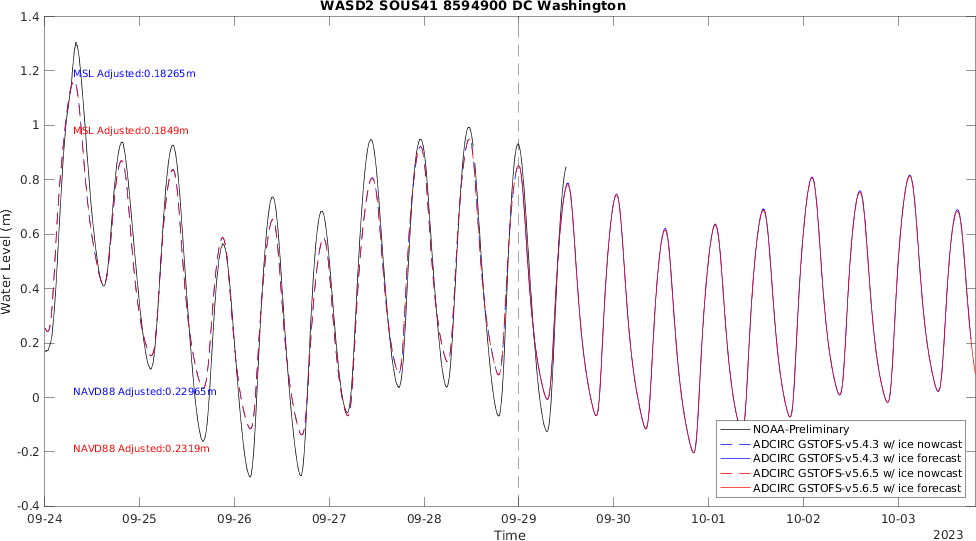 WASD2 SOUS41 8594900 DC Washington
1.4
1.2
1
0.8
0.6
0.4
0.2
0
-0.2
-0.4
Water Level (m)
MSL Adjusted:0.18265m
MSL Adjusted:0.1849m
NAVD88 Adjusted:0.22965m
NAVD88 Adjusted:0.2319m
NOAA-Preliminary
ADCIRC GSTOFS-v5.4.3 w/ ice nowcast
ADCIRC GSTOFS-v5.4.3 w/ ice forecast
ADCIRC GSTOFS-v5.6.5 w/ ice nowcast
ADCIRC GSTOFS-v5.6.5 w/ ice forecast
09-24 09-25 09-26 09-27 09-28 09-29 09-30 10-01 10-02 10-03
Time
2023